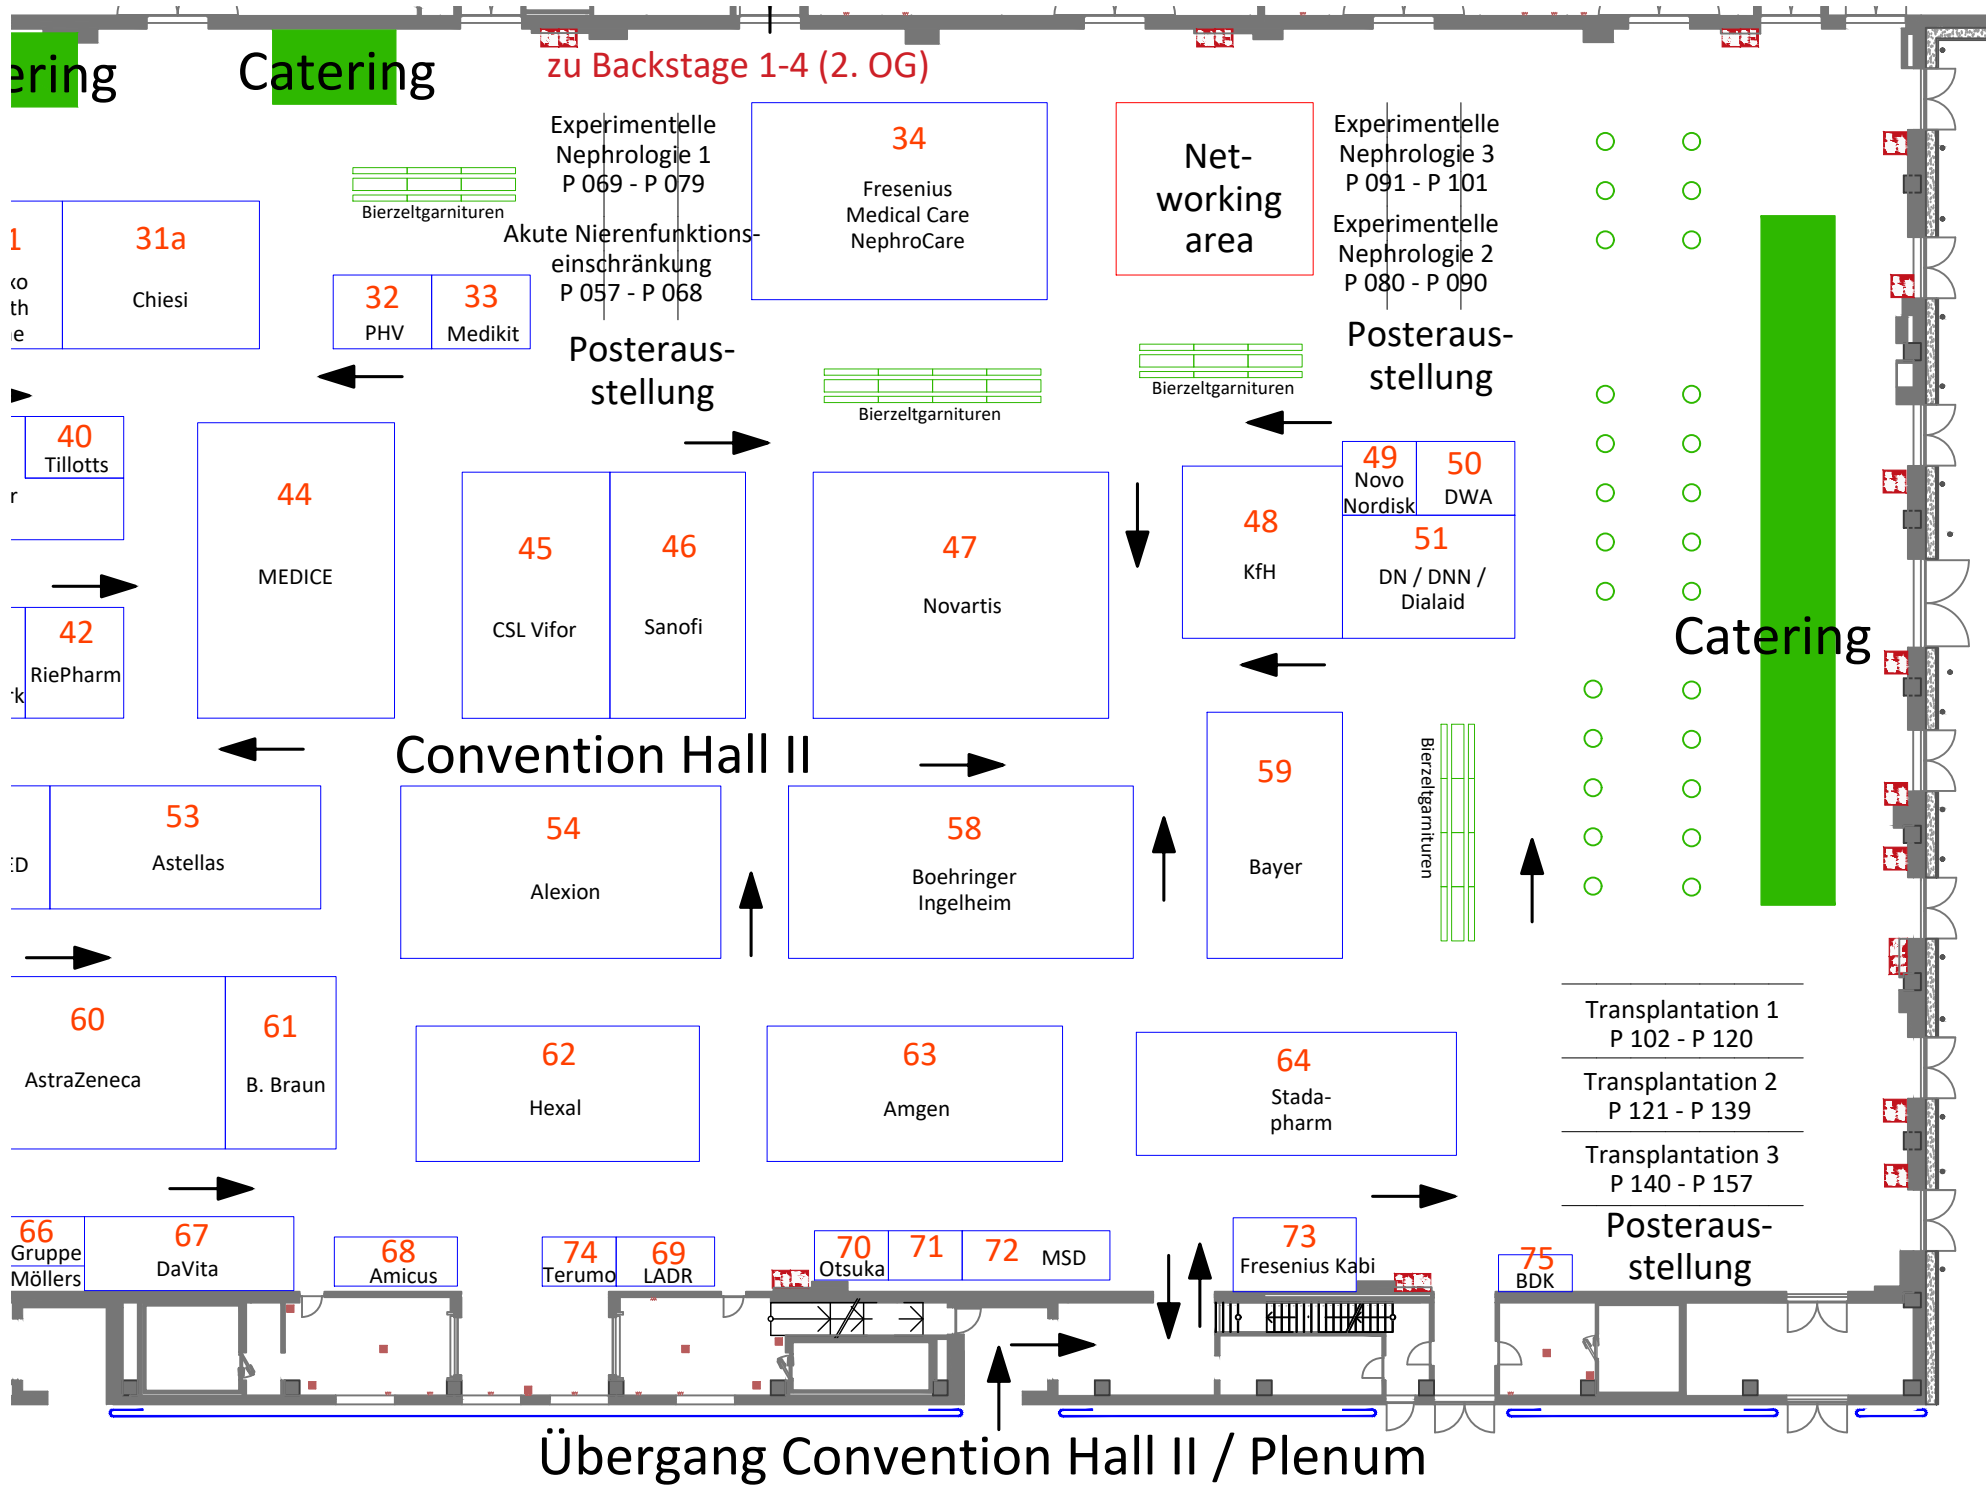 ering
Catering
zu Backstage 1-4 (2. OG)
Experimentelle
Nephrologie 1
P 069 - P 079
Akute Nierenfunktions-
einschränkung
P 057 - P 068
Posteraus-
stellung
34
Fresenius
Medical Care
NephroCare
Net-
working
area
Experimentelle
Nephrologie 3
P 091 - P 101
Experimentelle
Nephrologie 2
P 080 - P 090
Posteraus-
stellung
Bierzeltgarnituren
1
xo
th
e
31a
Chiesi
32
PHV
33
Medikit
Bierzeltgarnituren
Bierzeltgarnituren
40
Tillotts
r
44
MEDICE
45
CSL Vifor
46
Sanofi
47
Novartis
48
KfH
49
Novo
Nordisk
50
DWA
51
DN / DNN /
Dialaid
42
RiePharm
rk
Catering
Convention Hall II
ED
53
Astellas
54
Alexion
58
Boehringer
Ingelheim
59
Bayer
Bierzeltgarnituren
60
AstraZeneca
61
B. Braun
62
Hexal
63
Amgen
64
Stada-
pharm
Transplantation 1
P 102 - P 120
Transplantation 2
P 121 - P 139
Transplantation 3
P 140 - P 157
Posteraus-
stellung
66
Gruppe
Möllers
67
DaVita
68
Amicus
74
Terumo
69
LADR
70
Otsuka
71
72 MSD
73
Fresenius Kabi
75
BDK
Übergang Convention Hall II / Plenum